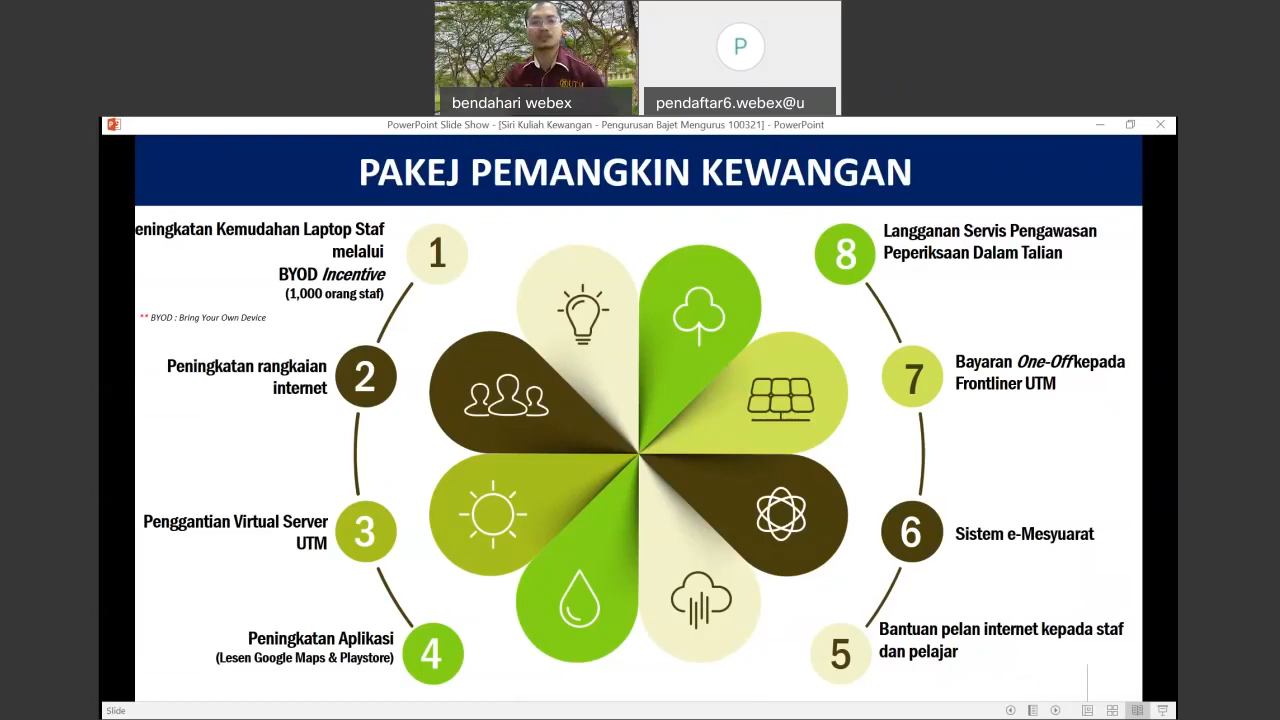 P
bendahari webex
pendaftar6.webex@u
PowerPoint Slide Show - [Siri Kuliah Kewangan - Pengurusan Bajet Mengurus 100321] - PowerPoint
PAKEJ PEMANGKIN KEWANGAN
eningkatan Kemudahan Laptop Staf
melalui
BYOD Incentive
(1,000 orang staf)
** BYOD : Bring Your Own Device
1
Peningkatan rangkaian
internet
2
Penggantian Virtual Server
UTM
3
Peningkatan Aplikasi
(Lesen Google Maps & Playstore)
4
8
Langganan Servis Pengawasan
Peperiksaan Dalam Talian
7
Bayaran One-Off kepada
Frontliner UTM
6
Sistem e-Mesyuarat
5
Bantuan pelan internet kepada staf
dan pelajar
Slide